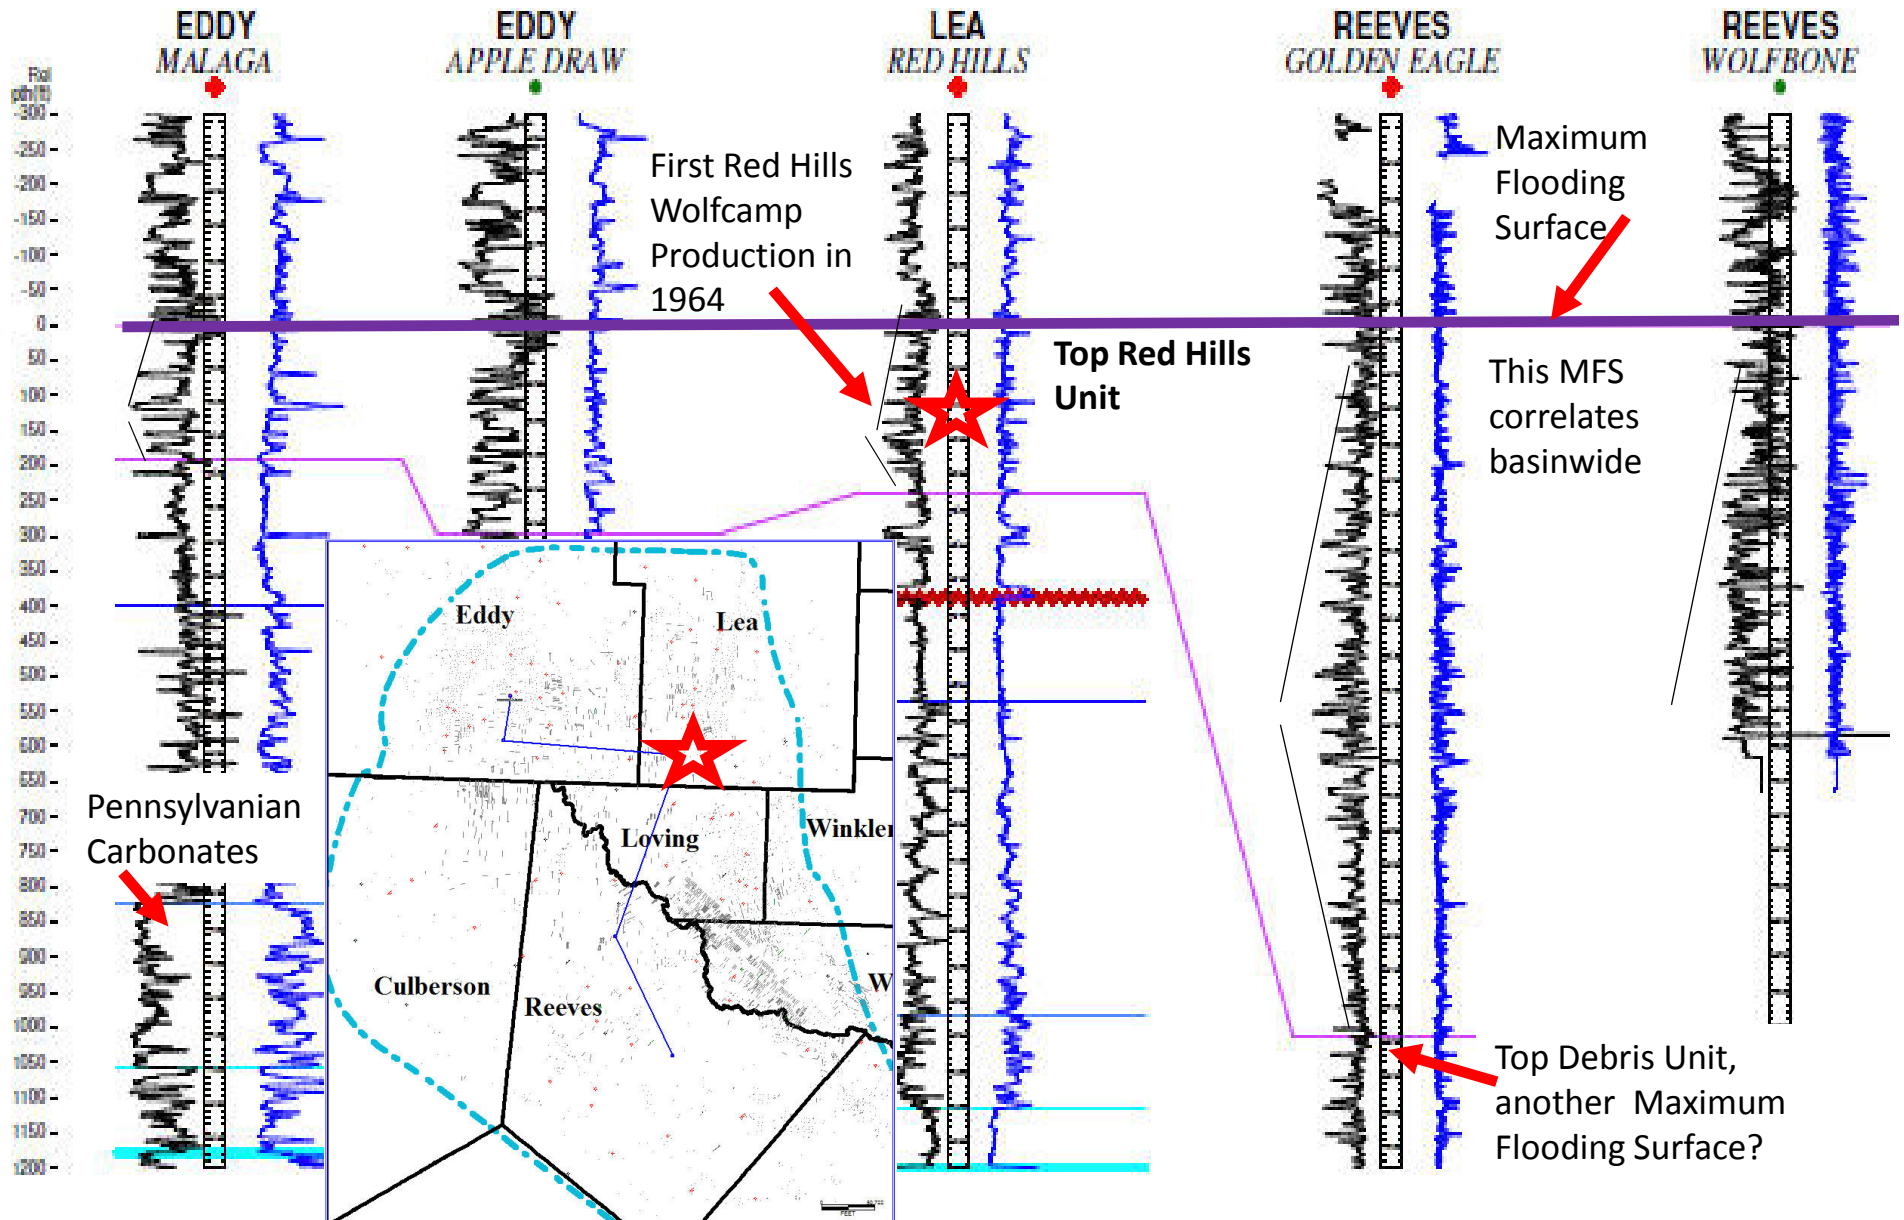 EDDY
MALAGA
EDDY
APPLE DRAW
LEA
RED HILLS
REEVES
GOLDEN EAGLE
REEVES
WOLFBONE
-300
-250
-200
-150
-100
-50
0
50
100
150
200
250
300
350
400
450
500
550
600
650
700
750
800
850
900
950
1000
1050
1100
1150
First Red Hills
Wolfcamp
Production in
1964
Maximum
Flooding
Surface
Top Red Hills
Unit
This MFS
correlates
basinwide
Pennsylvanian
Carbonates
Top Debris Unit,
another Maximum
Flooding Surface?
Eddy
Lea
Loving
Winkler
Culberson
Reeves
W
FEET